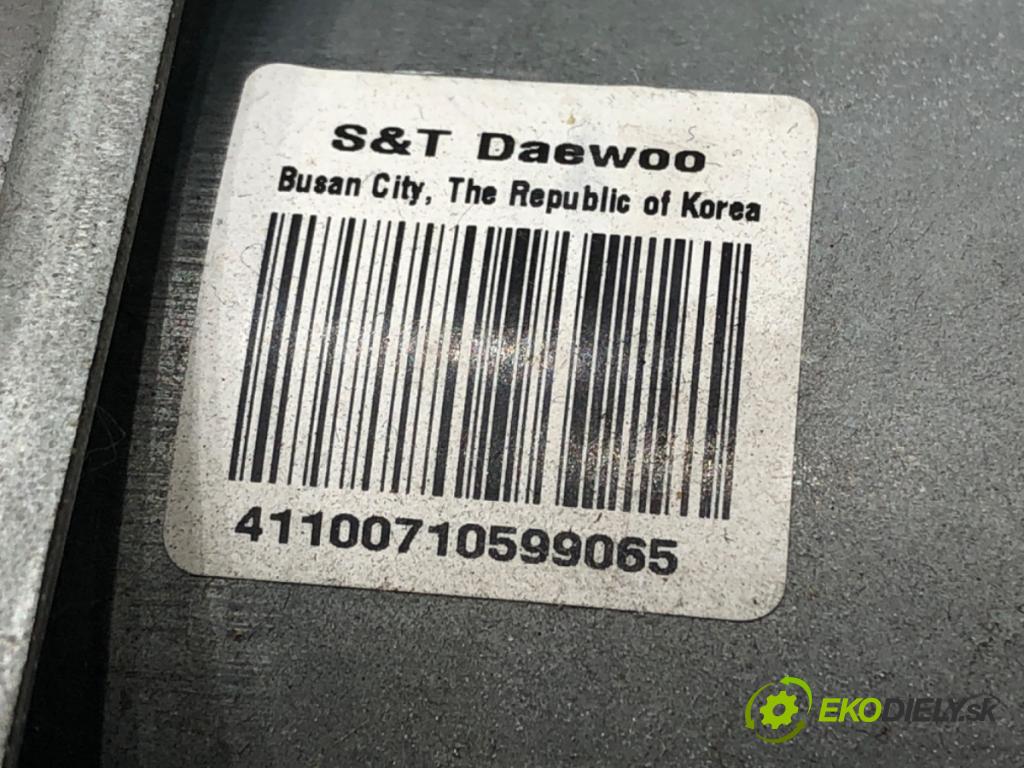 S&T Daewoo
Busan City, The Republic of Korea
41100710599065
EKODIELY.sk